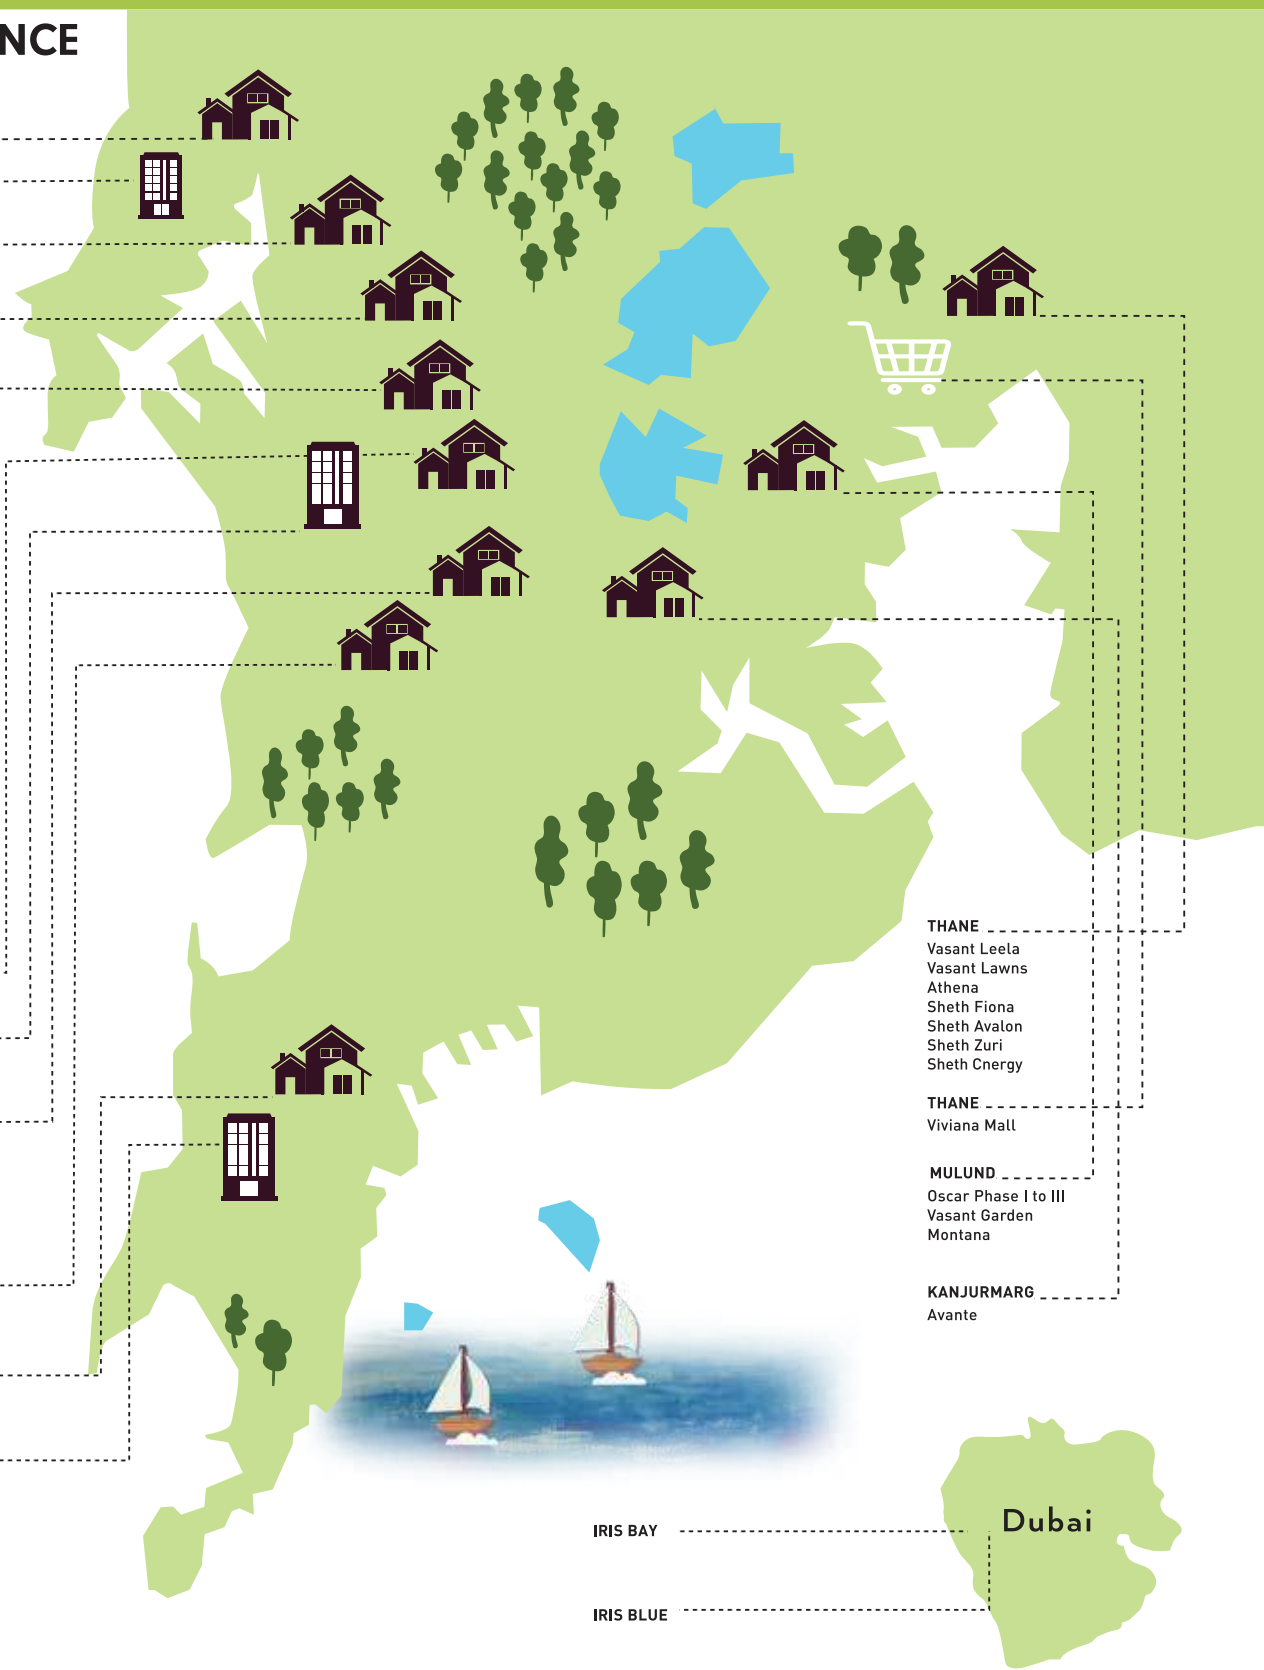 NCE
THANE
Vasant Leela
Vasant Lawns
Athena
Sheth Fiona
Sheth Avalon
Sheth Zuri
Sheth Cnergy
THANE
Viviana Mall
MULUND
Oscar Phase I to III
Vasant Garden
Montana
KANJURMARG
Avante
Dubai
IRIS BAY
IRIS BLUE